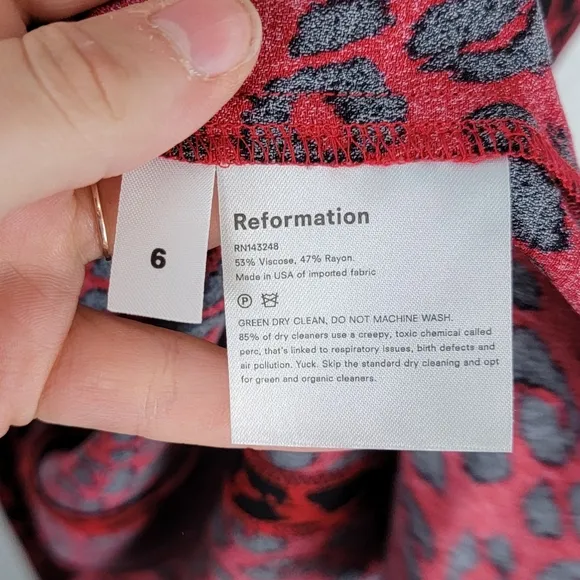 6
Reformation
RN143248
53% Viscose, 47% Rayon.
Made in USA of imported fabric
P
GREEN DRY CLEAN, DO NOT MACHINE WASH.
85% of dry cleaners use a creepy, toxic chemical called
perc, that's linked to respiratory issues, birth defects and
air pollution. Yuck. Skip the standard dry cleaning and opt
for green and organic cleaners.